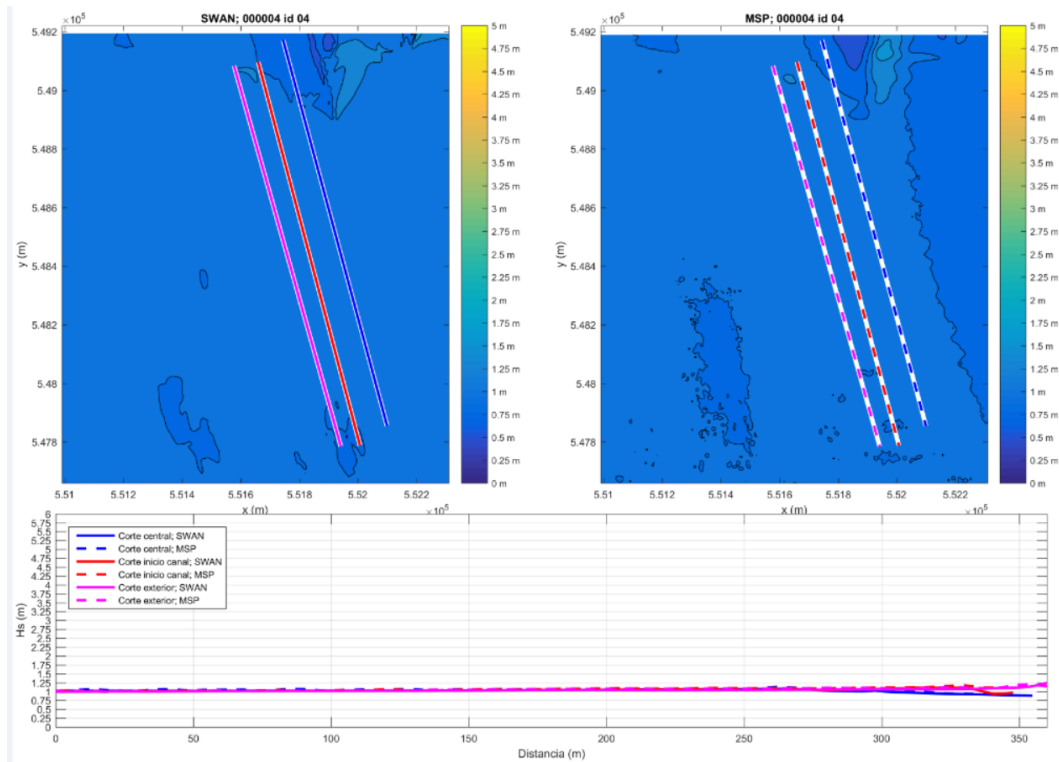 SWAN; 000004 id 04
×10⁵
5.492
5.49
5.488
5.486
5.484
5.482
5.48
5.478
y (m)
5.51
5.512
5.514
5.516
5.518
5.52
5.522
x (m)
×10⁵
5 m
4.75 m
4.5 m
4.25 m
4 m
3.75 m
3.5 m
3.25 m
3 m
2.75 m
2.5 m
2.25 m
2 m
1.75 m
1.5 m
1.25 m
1 m
0.75 m
0.5 m
0.25 m
0 m
MSP; 000004 id 04
×10⁵
5.492
5.49
5.488
5.486
5.484
5.482
5.48
5.478
y (m)
5.51
5.512
5.514
5.516
5.518
5.52
5.522
x (m)
×10⁵
5 m
4.75 m
4.5 m
4.25 m
4 m
3.75 m
3.5 m
3.25 m
3 m
2.75 m
2.5 m
2.25 m
2 m
1.75 m
1.5 m
1.25 m
1 m
0.75 m
0.5 m
0.25 m
0 m
Corte central; SWAN
Corte central; MSP
Corte inicio canal; SWAN
Corte inicio canal; MSP
Corte exterior; SWAN
Corte exterior; MSP
6
5.75
5.5
5.25
5
4.75
4.5
4.25
4
3.75
3.5
3.25
3
2.75
2.5
2.25
2
1.75
1.5
1.25
1
0.75
0.5
0.25
0
Hs (m)
0
50
100
150
200
250
300
350
Distancia (m)